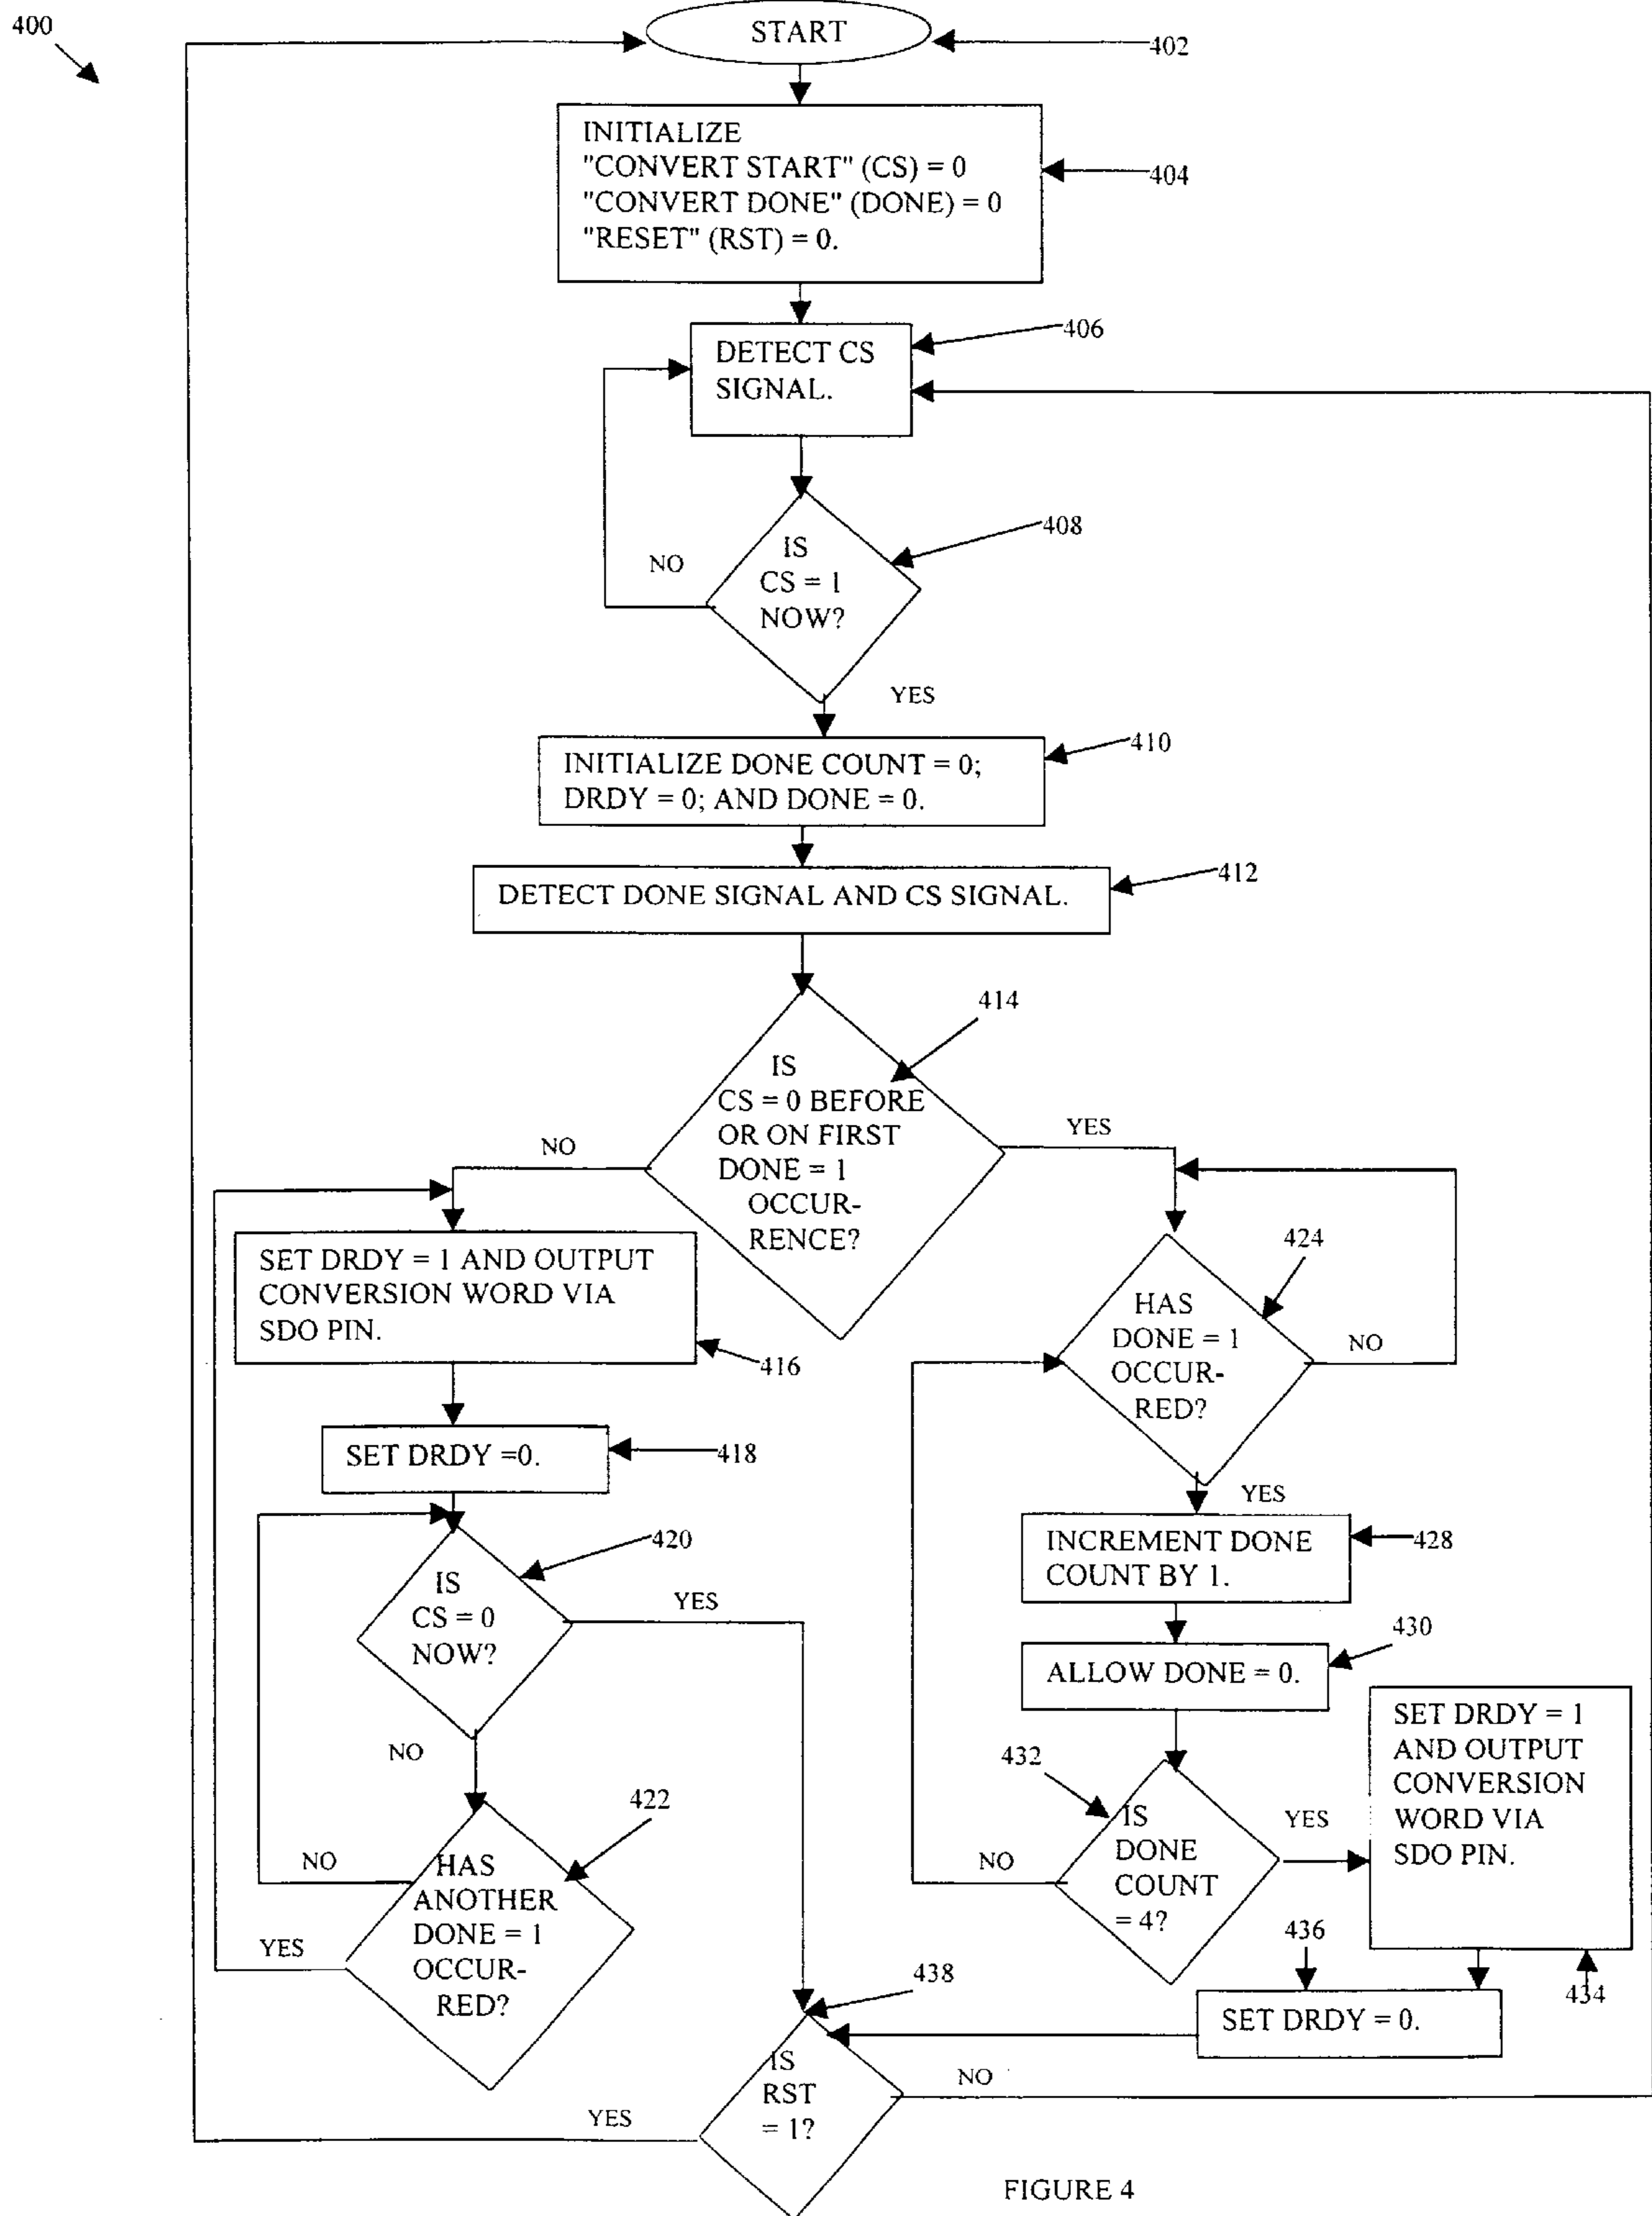 400
START
402
INITIALIZE
"CONVERT START" (CS) = 0
"CONVERT DONE" (DONE) = 0
"RESET" (RST) = 0.
404
DETECT CS
SIGNAL.
406
IS
CS = 1
NOW?
408
NO
YES
INITIALIZE DONE COUNT = 0;
DRDY = 0; AND DONE = 0.
410
DETECT DONE SIGNAL AND CS SIGNAL.
412
414
IS
CS = 0 BEFORE
OR ON FIRST
DONE = 1
OCCUR-
RENCE?
NO
YES
SET DRDY = 1 AND OUTPUT
CONVERSION WORD VIA
SDO PIN.
416
SET DRDY =0.
418
IS
CS = 0
NOW?
420
YES
NO
HAS
ANOTHER
DONE = 1
OCCUR-
RED?
422
NO
YES
424
HAS
DONE = 1
OCCUR-
RED?
NO
YES
INCREMENT DONE
COUNT BY 1.
428
ALLOW DONE = 0.
430
432
IS
DONE
COUNT
= 4?
NO
YES
SET DRDY = 1
AND OUTPUT
CONVERSION
WORD VIA
SDO PIN.
434
436
SET DRDY = 0.
438
IS
RST
= 1?
YES
NO
FIGURE 4